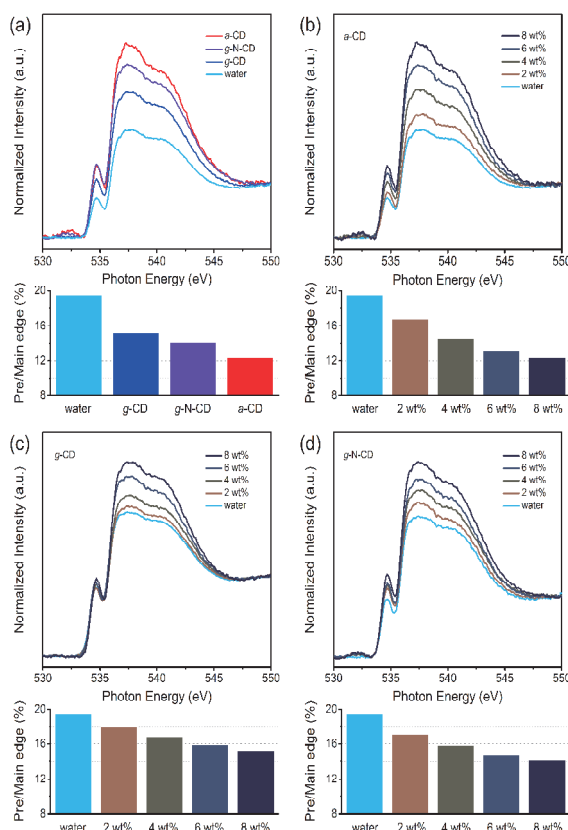 (a)
a-CD
g-N-CD
g-CD
water
Normalized Intensity (a.u.)
530 535 540 545 550
Photon Energy (eV)
Pre/Main edge (%)
20
16
12
8
water g-CD g-N-CD a-CD
(b)
a-CD
8 wt%
6 wt%
4 wt%
2 wt%
water
Normalized Intensity (a.u.)
530 535 540 545 550
Photon Energy (eV)
Pre/Main edge (%)
20
16
12
8
water 2 wt% 4 wt% 6 wt% 8 wt%
(c)
g-CD
8 wt%
6 wt%
4 wt%
2 wt%
water
Normalized Intensity (a.u.)
530 535 540 545 550
Photon Energy (eV)
Pre/Main edge (%)
20
16
12
8
water 2 wt% 4 wt% 6 wt% 8 wt%
(d)
g-N-CD
8 wt%
6 wt%
4 wt%
2 wt%
water
Normalized Intensity (a.u.)
530 535 540 545 550
Photon Energy (eV)
Pre/Main edge (%)
20
16
12
8
water 2 wt% 4 wt% 6 wt% 8 wt%